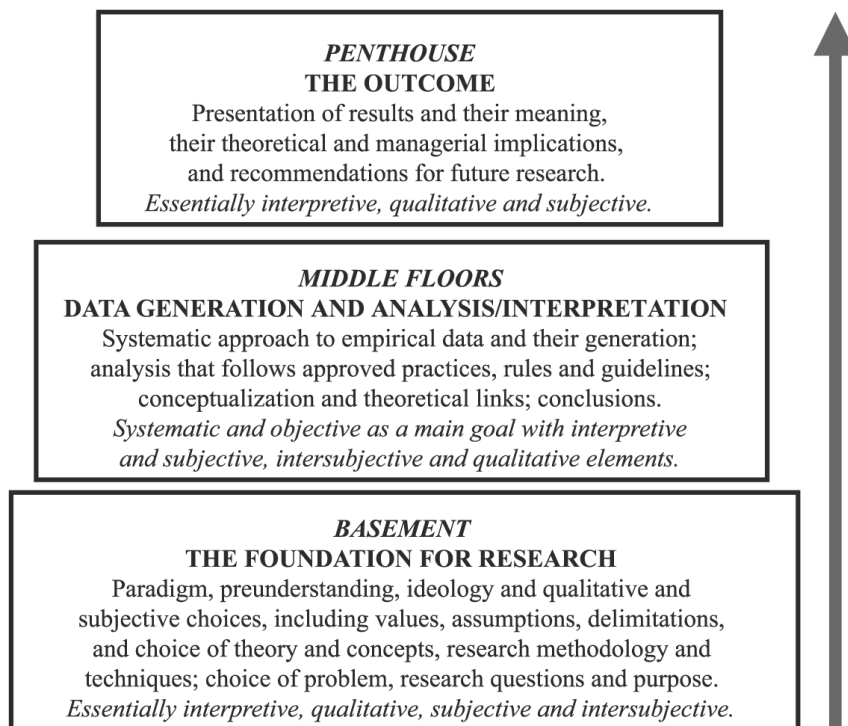 PENTHOUSE
THE OUTCOME
Presentation of results and their meaning,
their theoretical and managerial implications,
and recommendations for future research.
Essentially interpretive, qualitative and subjective.
MIDDLE FLOORS
DATA GENERATION AND ANALYSIS/INTERPRETATION
Systematic approach to empirical data and their generation;
analysis that follows approved practices, rules and guidelines;
conceptualization and theoretical links; conclusions.
Systematic and objective as a main goal with interpretive
and subjective, intersubjective and qualitative elements.
BASEMENT
THE FOUNDATION FOR RESEARCH
Paradigm, preunderstanding, ideology and qualitative and
subjective choices, including values, assumptions, delimitations,
and choice of theory and concepts, research methodology and
techniques; choice of problem, research questions and purpose.
Essentially interpretive, qualitative, subjective and intersubjective.